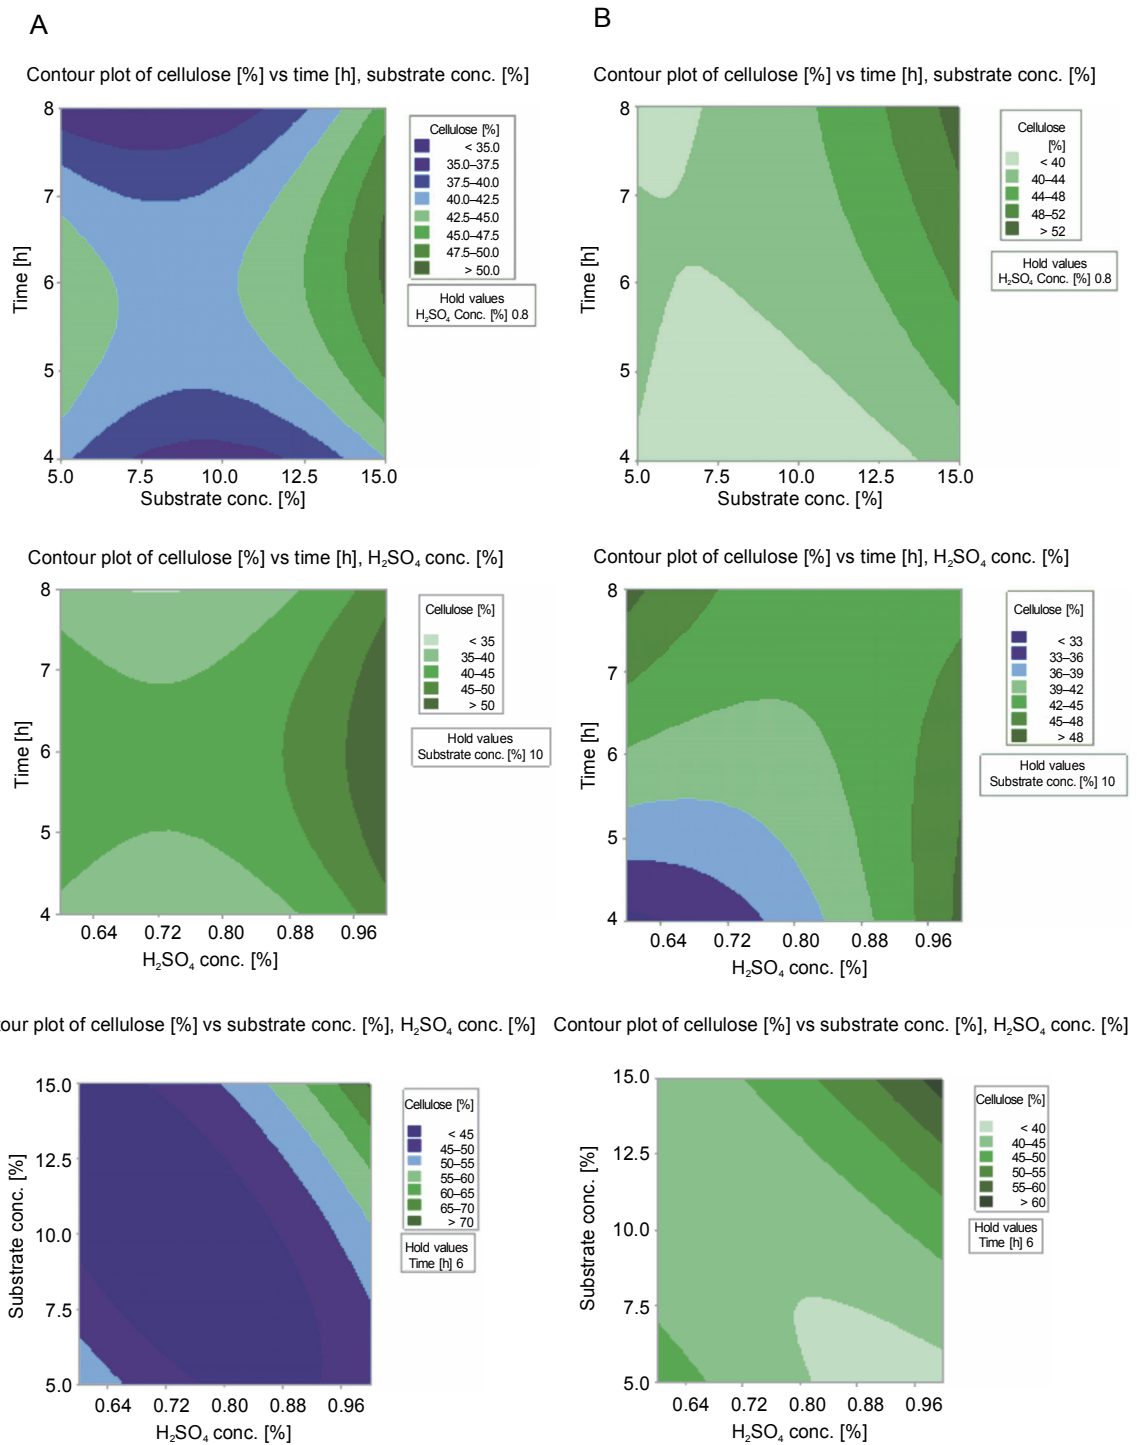 A
Contour plot of cellulose [%] vs time [h], substrate conc. [%]
8
7
6
5
4
Time [h]
5.0 7.5 10.0 12.5 15.0
Substrate conc. [%]
Cellulose [%]
< 35.0
35.0–37.5
37.5–40.0
40.0–42.5
42.5–45.0
45.0–47.5
47.5–50.0
> 50.0
Hold values
H₂SO₄ Conc. [%] 0.8
B
Contour plot of cellulose [%] vs time [h], substrate conc. [%]
8
7
6
5
4
Time [h]
5.0 7.5 10.0 12.5 15.0
Substrate conc. [%]
Cellulose
[%]
< 40
40–44
44–48
48–52
> 52
Hold values
H₂SO₄ Conc. [%] 0.8
Contour plot of cellulose [%] vs time [h], H₂SO₄ conc. [%]
8
7
6
5
4
Time [h]
0.64 0.72 0.80 0.88 0.96
H₂SO₄ conc. [%]
Cellulose [%]
< 35
35–40
40–45
45–50
> 50
Hold values
Substrate conc. [%] 10
Contour plot of cellulose [%] vs time [h], H₂SO₄ conc. [%]
8
7
6
5
4
Time [h]
0.64 0.72 0.80 0.88 0.96
H₂SO₄ conc. [%]
Cellulose [%]
< 33
33–36
36–39
39–42
42–45
45–48
> 48
Hold values
Substrate conc. [%] 10
our plot of cellulose [%] vs substrate conc. [%], H₂SO₄ conc. [%]
15.0
12.5
10.0
7.5
5.0
Substrate conc. [%]
0.64 0.72 0.80 0.88 0.96
H₂SO₄ conc. [%]
Cellulose [%]
< 45
45–50
50–55
55–60
60–65
65–70
> 70
Hold values
Time [h] 6
Contour plot of cellulose [%] vs substrate conc. [%], H₂SO₄ conc. [%]
15.0
12.5
10.0
7.5
5.0
Substrate conc. [%]
0.64 0.72 0.80 0.88 0.96
H₂SO₄ conc. [%]
Cellulose [%]
< 40
40–45
45–50
50–55
55–60
> 60
Hold values
Time [h] 6